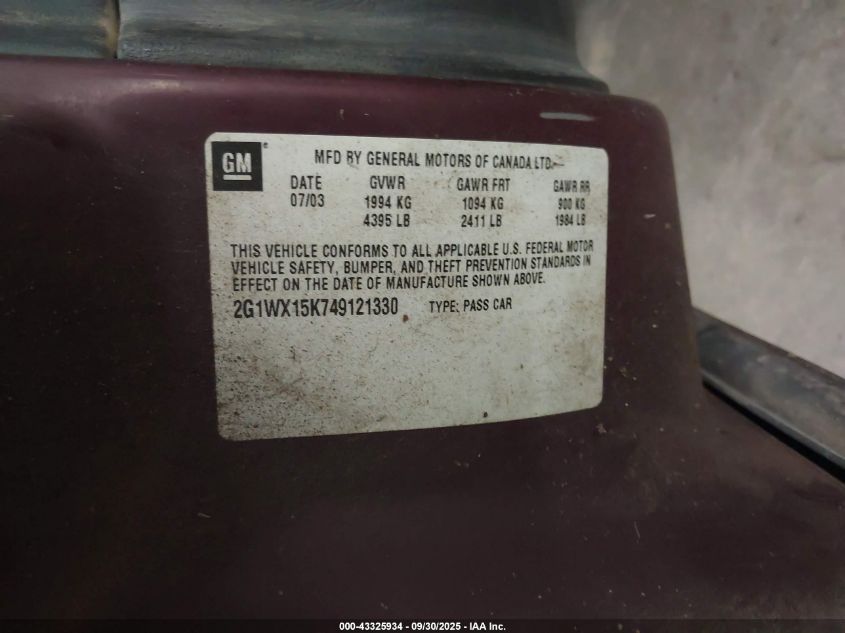 GM®
MFD BY GENERAL MOTORS OF CANADA LTD.
DATE GVWR GAWR FRT GAWR RR
07/03 1994 KG 1094 KG 900 KG
4395 LB 2411 LB 1984 LB
THIS VEHICLE CONFORMS TO ALL APPLICABLE U.S. FEDERAL MOTOR
VEHICLE SAFETY, BUMPER, AND THEFT PREVENTION STANDARDS IN
EFFECT ON THE DATE OF MANUFACTURE SHOWN ABOVE.
2G1WX15K749121330 TYPE: PASS CAR
000-43325934 - 09/30/2025 - IAA Inc.